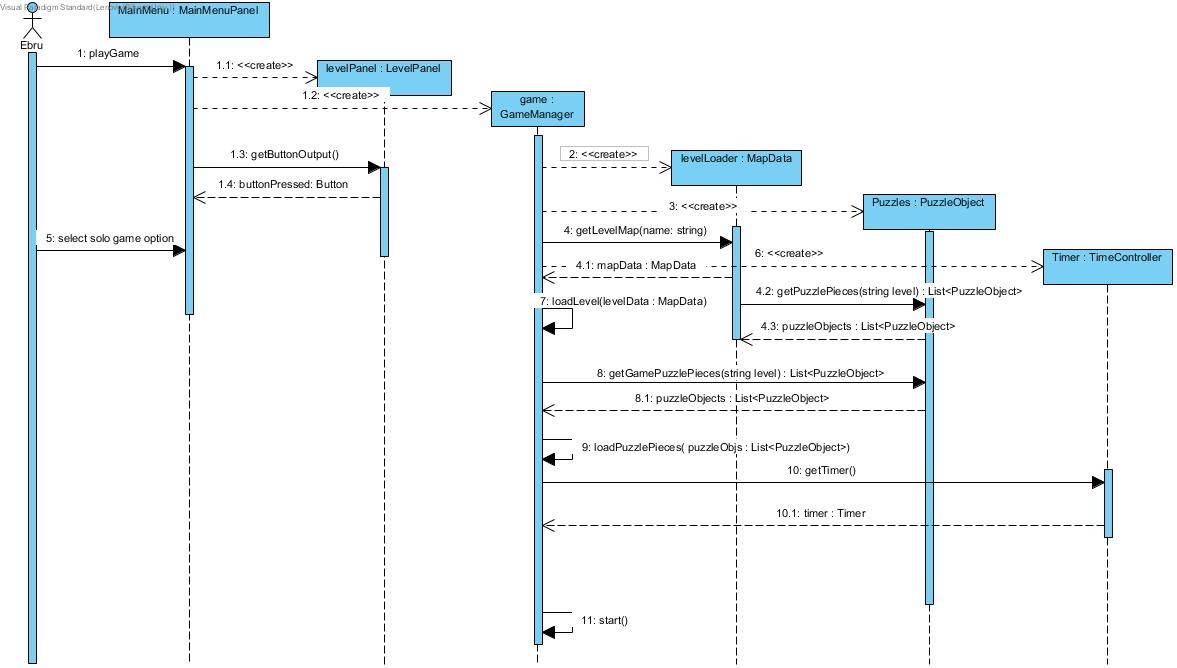 Visual Paradigm Standard(Len
MainMenu : MainMenuPanel
Ebru
1: playGame
1.1: <<create>>
levelPanel : LevelPanel
1.2: <<create>>
game :
GameManager
1.3: getButtonOutput()
2: <<create>>
levelLoader : MapData
1.4: buttonPressed: Button
3: <<create>>
Puzzles : PuzzleObject
4: getLevelMap(name: string)
5: select solo game option
6: <<create>>
Timer : TimeController
4.1: mapData : MapData
4.2: getPuzzlePieces(string level) : List<PuzzleObject>
7: loadLevel(levelData : MapData)
4.3: puzzleObjects : List<PuzzleObject>
8: getGamePuzzlePieces(string level) : List<PuzzleObject>
8.1: puzzleObjects : List<PuzzleObject>
9: loadPuzzlePieces( puzzleObjs : List<PuzzleObject>)
10: getTimer()
10.1: timer : Timer
11: start()